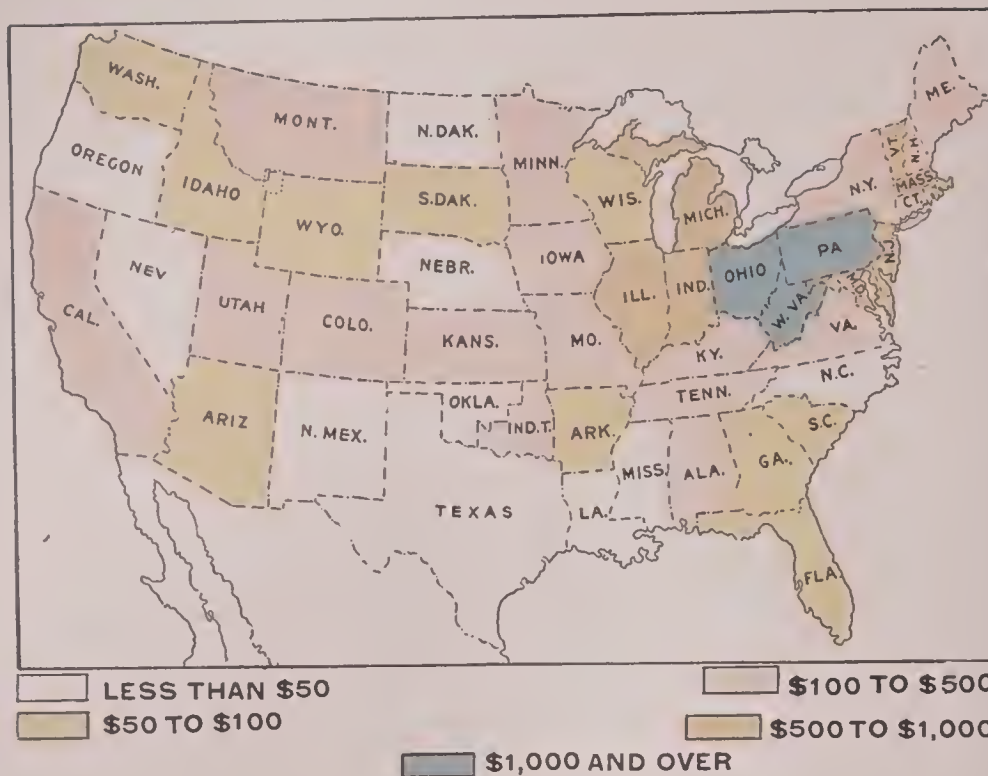 WASH.
MONT.
N.DAK.
MINN.
ME.
OREGON
IDAHO
WYO.
S.DAK.
WIS.
MICH.
N.Y.
VT.
N.H.
MASS.
CT.
NEV
UTAH
COLO.
NEBR.
IOWA
ILL.
IND.
OHIO
PA
N.J.
W.VA.
VA.
CAL.
KANS.
MO.
KY.
ARIZ
N.MEX.
OKLA.
IND.T.
ARK.
TENN.
N.C.
S.C.
TEXAS
LA.
MISS.
ALA.
GA.
FLA.
LESS THAN $50
$100 TO $500
$50 TO $100
$500 TO $1,000
$1,000 AND OVER